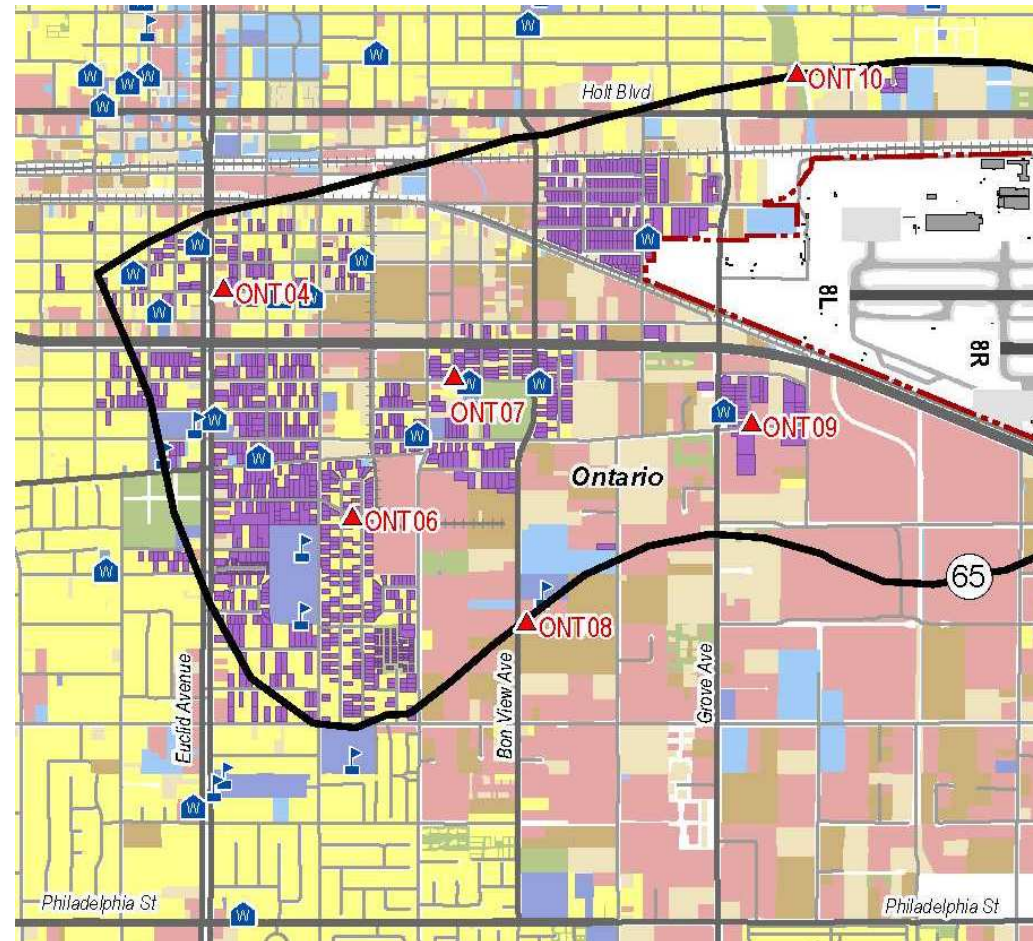 W
W
W
W
W
W
Holt Blvd
ONT10
W
W
W
W
W
ONT04
W
W
8L
8R
W
W
ONT07
W
W
W
ONT09
W
Ontario
ONT06
W
65
ONT08
Euclid Avenue
Bon View Ave
Grove Ave
W
Philadelphia St
Philadelphia St
W